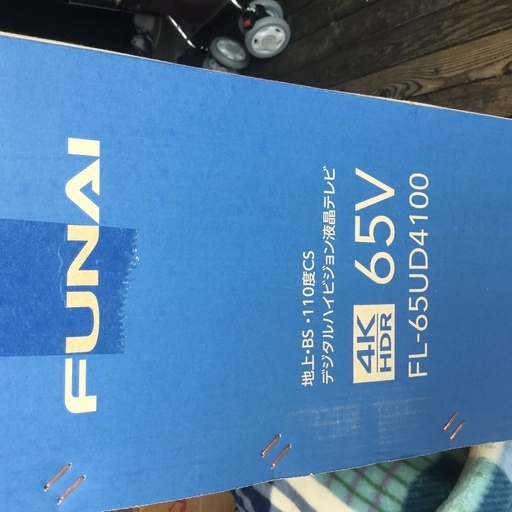 FUNAI
地上・BS・110度CS
デジタルハイビジョン液晶テレビ
4K HDR 65V
FL-65UD4100